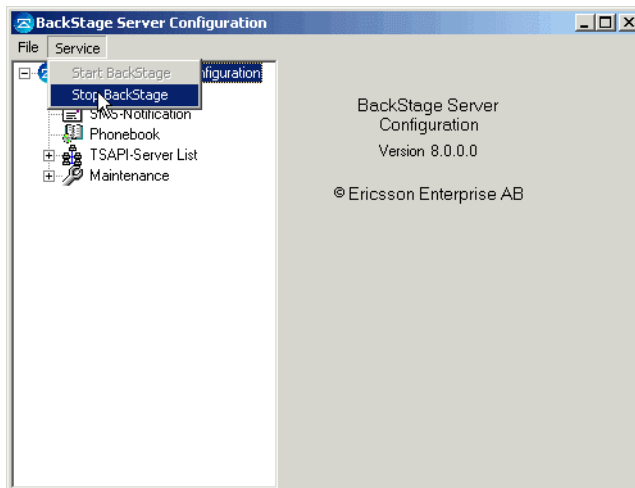 BackStage Server Configuration
File Service
Start BackStage
Stop BackStage
nfiguration
SMS-Notification
Phonebook
TSAPI-Server List
Maintenance
BackStage Server
Configuration
Version 8.0.0.0
© Ericsson Enterprise AB